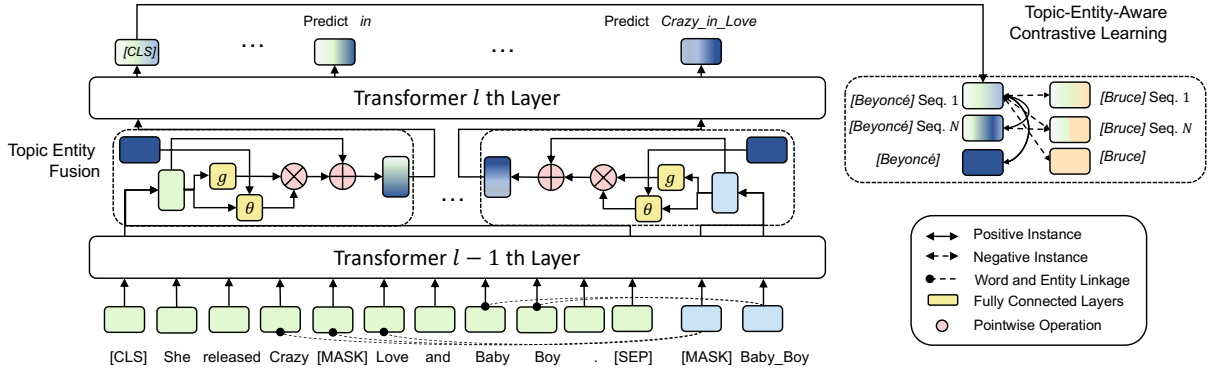 Predict in
Predict Crazy_in_Love
Topic-Entity-Aware
Contrastive Learning
[CLS]
...
...
Transformer l th Layer
[Beyoncé] Seq. 1
[Bruce] Seq. 1
[Beyoncé] Seq. N
[Bruce] Seq. N
[Beyoncé]
[Bruce]
Topic Entity
Fusion
g
θ
...
g
θ
Transformer l − 1 th Layer
Positive Instance
Negative Instance
Word and Entity Linkage
Fully Connected Layers
Pointwise Operation
[CLS] She released Crazy [MASK] Love and Baby Boy . [SEP] [MASK] Baby_Boy